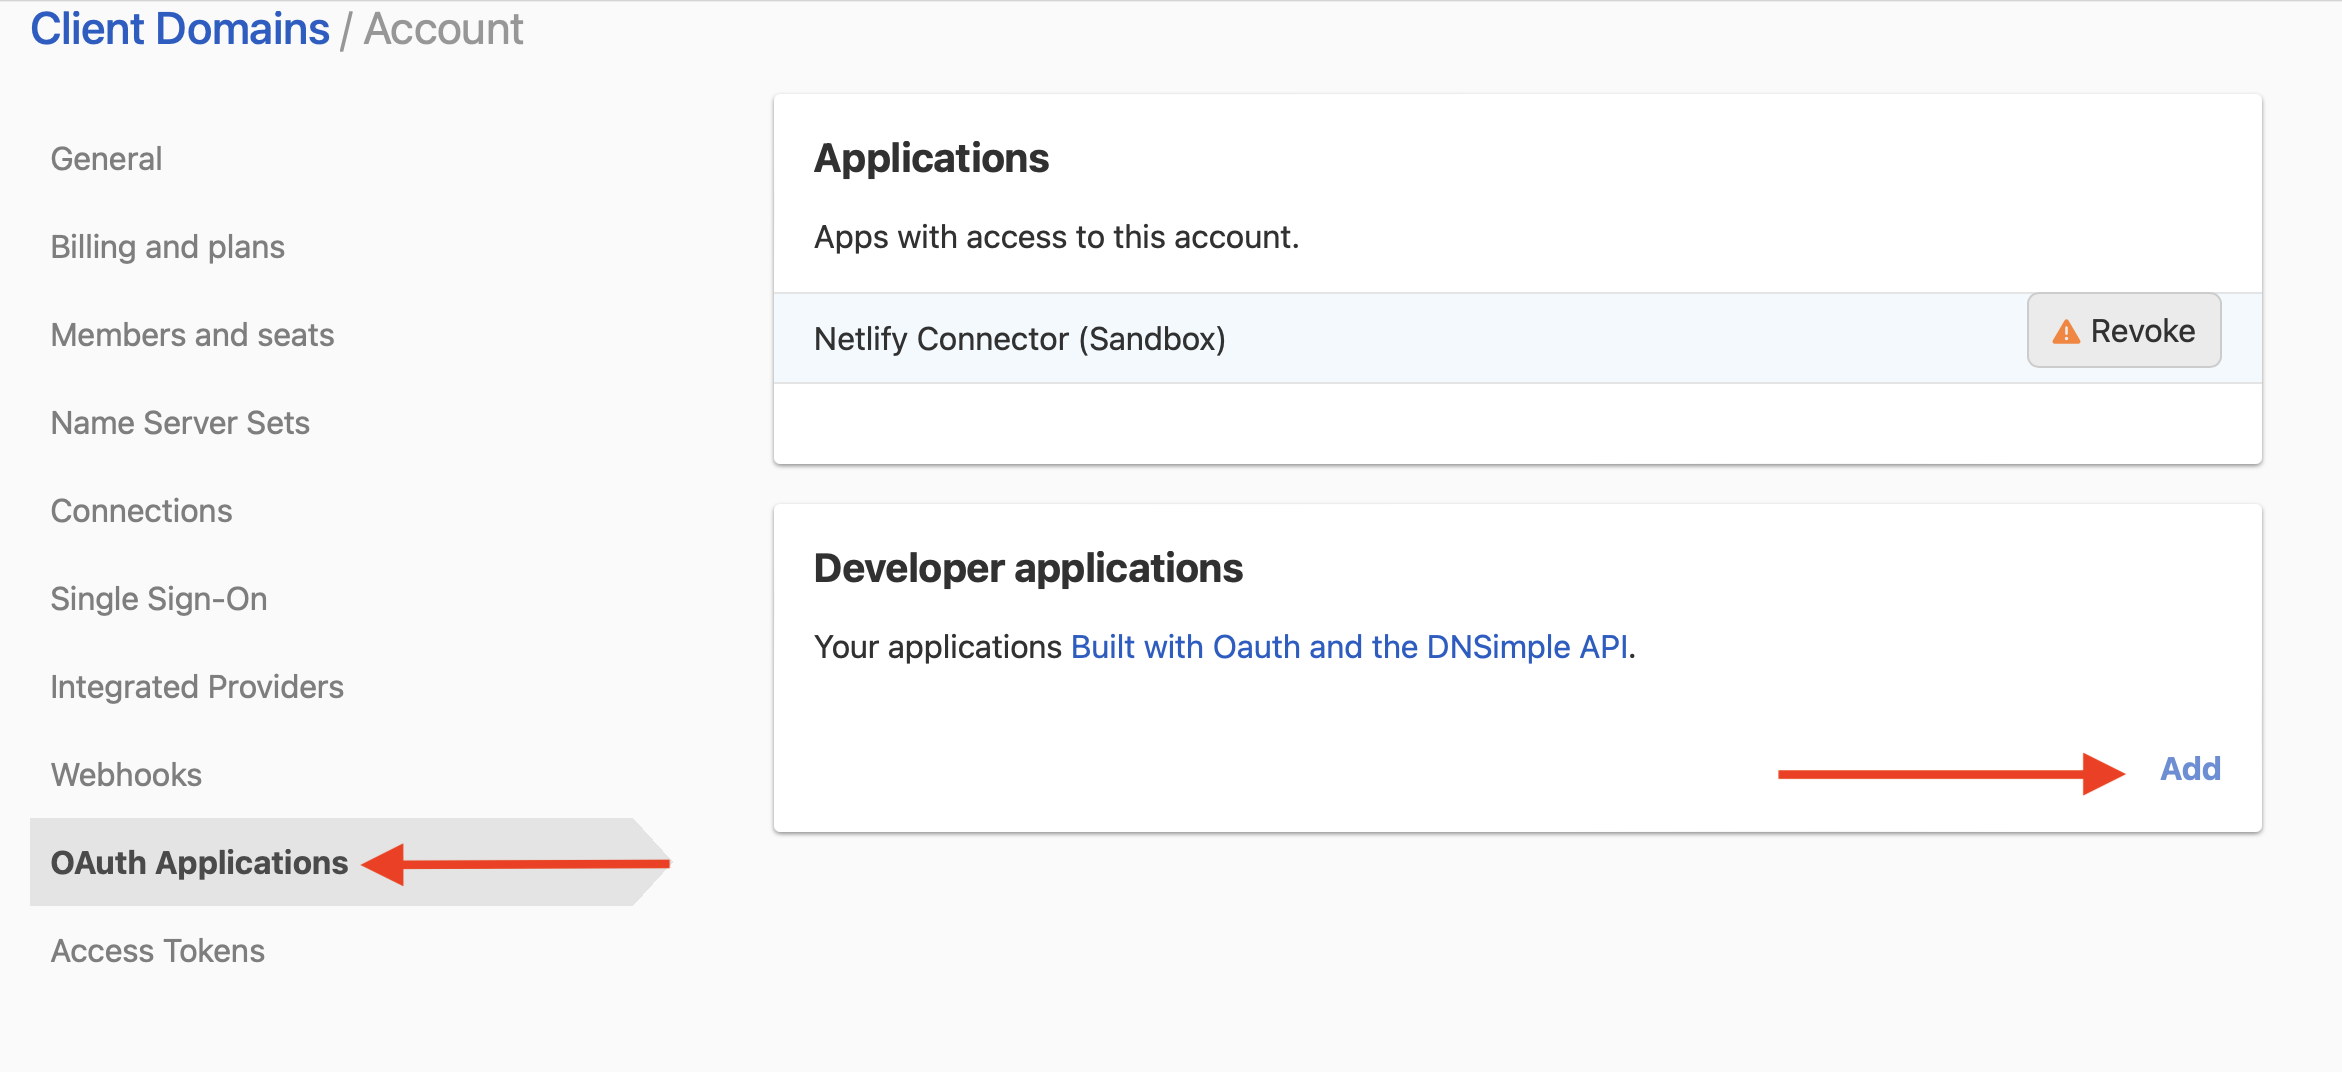 Client Domains / Account
General
Billing and plans
Members and seats
Name Server Sets
Connections
Single Sign-On
Integrated Providers
Webhooks
OAuth Applications
Access Tokens
Applications
Apps with access to this account.
Netlify Connector (Sandbox)
Revoke
Developer applications
Your applications Built with Oauth and the DNSimple API.
Add